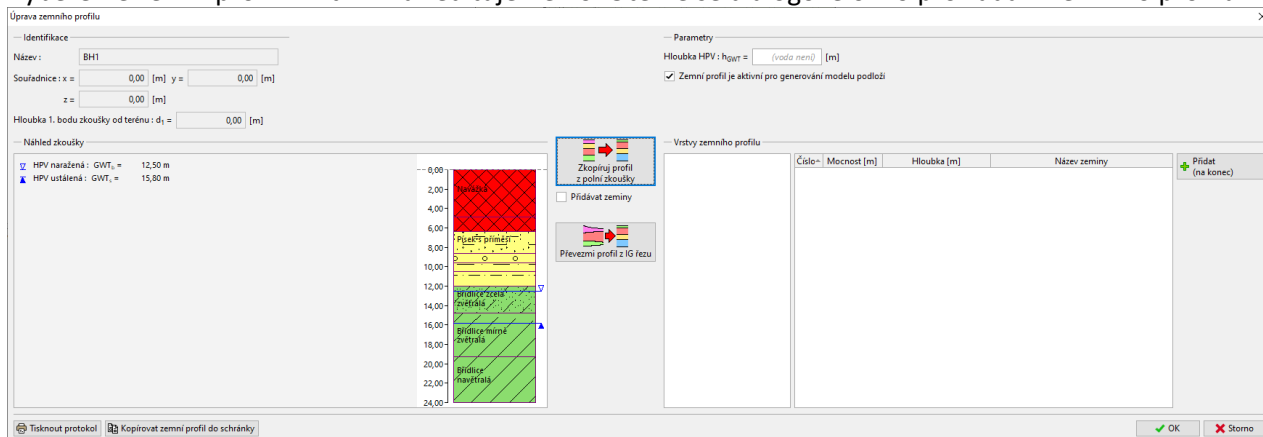 Úprava zemního profilu
Identifikace
Název : BH1
Souřadnice : x = 0,00 [m] y = 0,00 [m]
z = 0,00 [m]
Hloubka 1. bodu zkoušky od terénu : d1 = 0,00 [m]
Parametry
Hloubka HPV : hGWT = (voda není) [m]
Zemní profil je aktivní pro generování modelu podloží
Náhled zkoušky
HPV naražená : GWT = 12,50 m
HPV ustálená : GWT = 15,80 m
0,00
2,00
4,00
6,00
8,00
10,00
12,00
14,00
16,00
18,00
20,00
22,00
24,00
Navážka
Písek s příměsí
Břidlice zcela
zvětralá
Břidlice mírně
zvětralá
Břidlice
navětralá
Zkopíruj profil
z polní zkoušky
Přidávat zeminy
Převezmi profil z IG řezu
Vrstvy zemního profilu
Číslo Mocnost [m] Hloubka [m] Název zeminy
Přidat
(na konec)
Tisknout protokol Kopírovat zemní profil do schránky
OK Storno